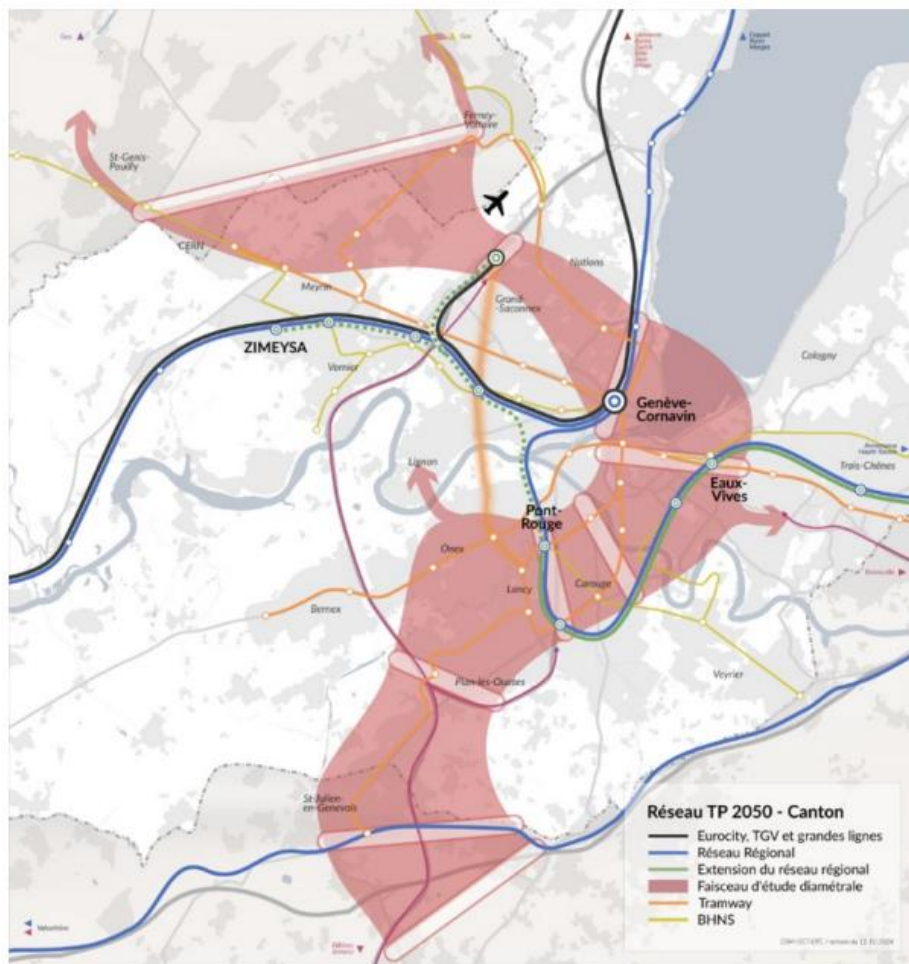 Gex
Gex
Ferney-
Voltaire
St-Genis-
Pouilly
CERN
Nations
Meyrin
Grand-
-Saconnex
ZIMEYSA
Vernier
Cologny
Genève-
Cornavin
Lignon
Trois-Chênes
Eaux-
Vives
Pont-
Rouge
Onex
Lancy
Carouge
Bernex
Plan-les-Ouates
Veyrier
St-Julien
en-Genevois
Réseau TP 2050 - Canton
Eurocity, TGV et grandes lignes
Réseau Régional
Extension du réseau régional
Faisceau d'étude diamétrale
Tramway
BHNS